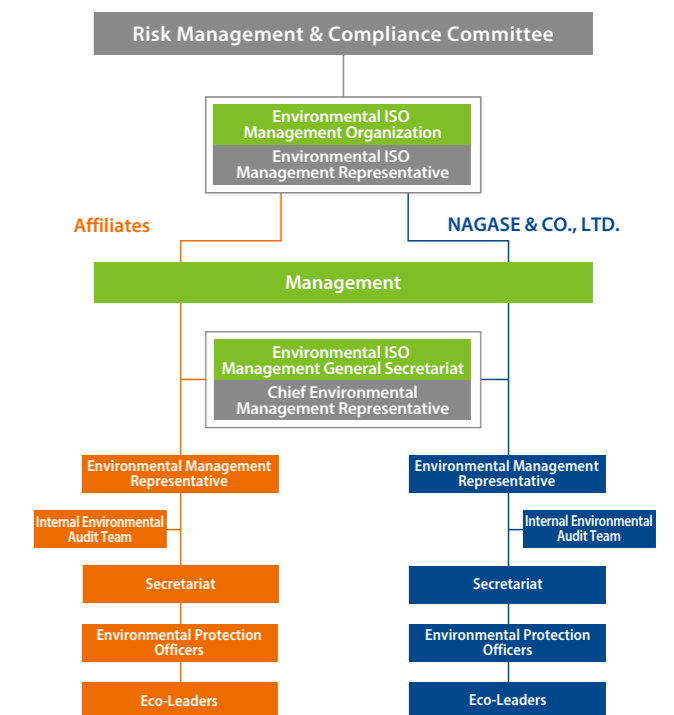 Risk Management & Compliance Committee
Environmental ISO
Management Organization
Environmental ISO
Management Representative
Affiliates
NAGASE & CO., LTD.
Management
Environmental ISO
Management General Secretariat
Chief Environmental
Management Representative
Environmental Management
Representative
Environmental Management
Representative
Internal Environmental
Audit Team
Internal Environmental
Audit Team
Secretariat
Secretariat
Environmental Protection
Officers
Environmental Protection
Officers
Eco-Leaders
Eco-Leaders